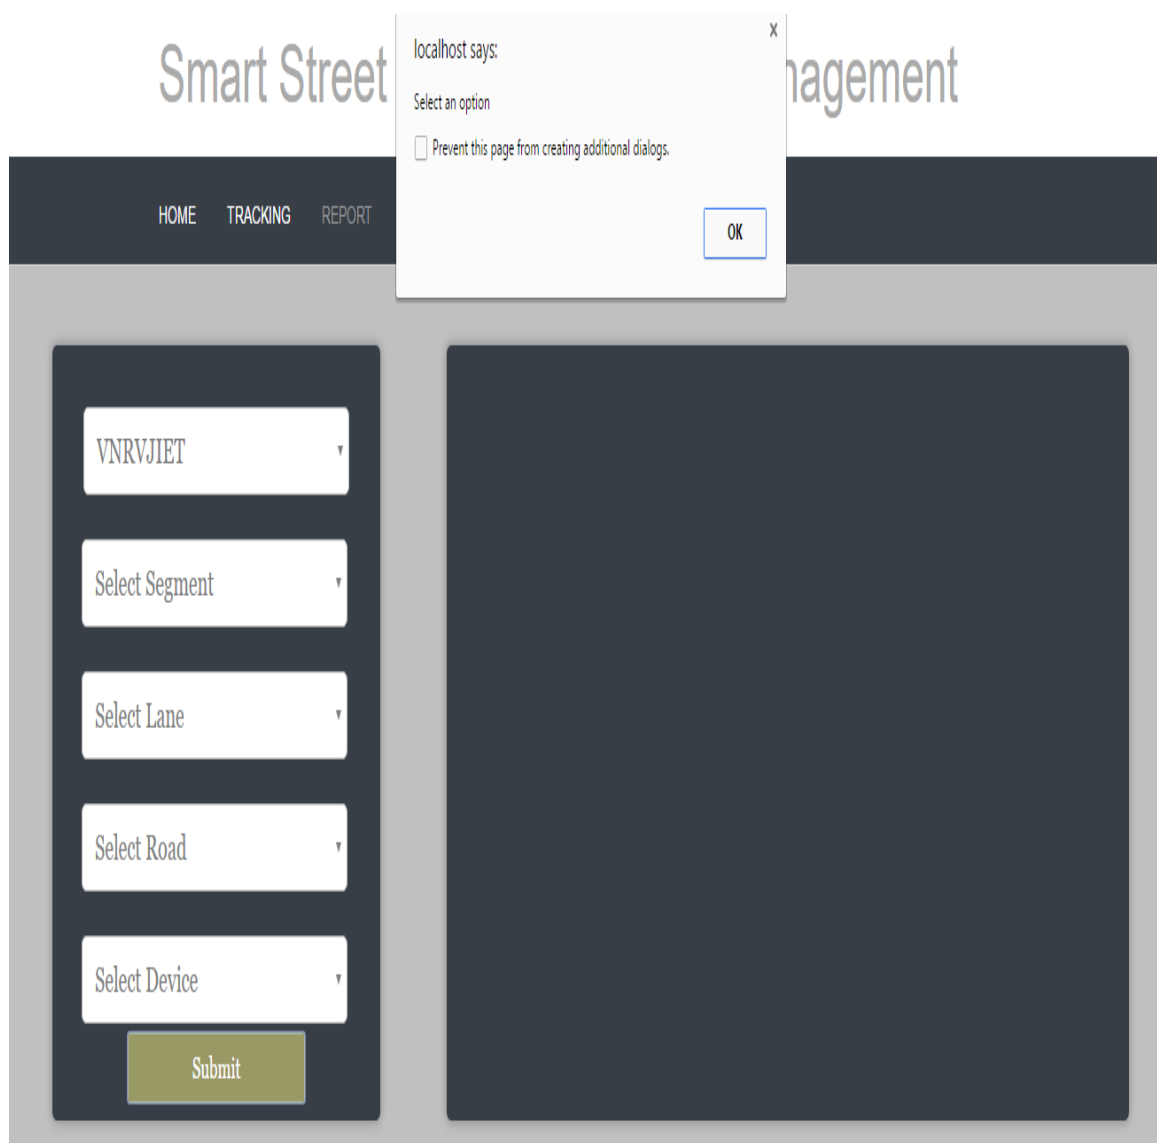 Smart Street nagement
localhost says:
Select an option
Prevent this page from creating additional dialogs.
OK
HOME TRACKING REPORT
VNRVJIET
Select Segment
Select Lane
Select Road
Select Device
Submit